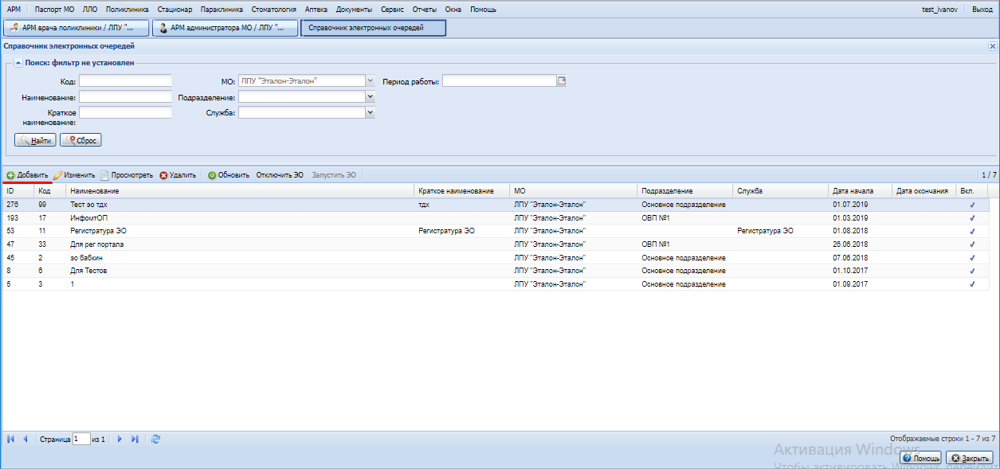 АРМ Паспорт МО ЛЛО Поликлиника Стационар Параклиника Стоматология Аптека Документы Сервис Отчеты Окна Помощь test_ivanov Выход
АРМ врача поликлиники / ЛПУ "... АРМ администратора МО / ЛПУ "... Справочник электронных очередей
Справочник электронных очередей
Поиск: фильтр не установлен
Код: МО: ЛПУ "Эталон-Эталон" Период работы:
Наименование: Подразделение:
Краткое наименование: Служба:
Найти Сброс
Добавить Изменить Просмотреть Удалить Обновить Отключить ЭО Запустить ЭО 1 / 7
ID Код Наименование Краткое наименование МО Подразделение Служба Дата начала Дата окончания Вкл.
276 99 Тест эо тдх тдх ЛПУ "Эталон-Эталон" Основное подразделение 01.07.2019
193 17 ИнфомтОП ЛПУ "Эталон-Эталон" ОВП №1 01.03.2019
53 11 Регистратура ЭО Регистратура ЭО ЛПУ "Эталон-Эталон" Регистратура ЭО 01.08.2018
47 33 Для рег портала ЛПУ "Эталон-Эталон" ОВП №1 26.06.2018
45 2 эо бабкин ЛПУ "Эталон-Эталон" Основное подразделение 07.06.2018
8 6 Для Тестов ЛПУ "Эталон-Эталон" Основное подразделение 01.10.2017
5 3 1 ЛПУ "Эталон-Эталон" Основное подразделение 01.09.2017
Страница 1 из 1 Отображаемые строки 1 - 7 из 7
Активация Windows
Помощь Закрыть
Чтобы активировать Windows, перейдит